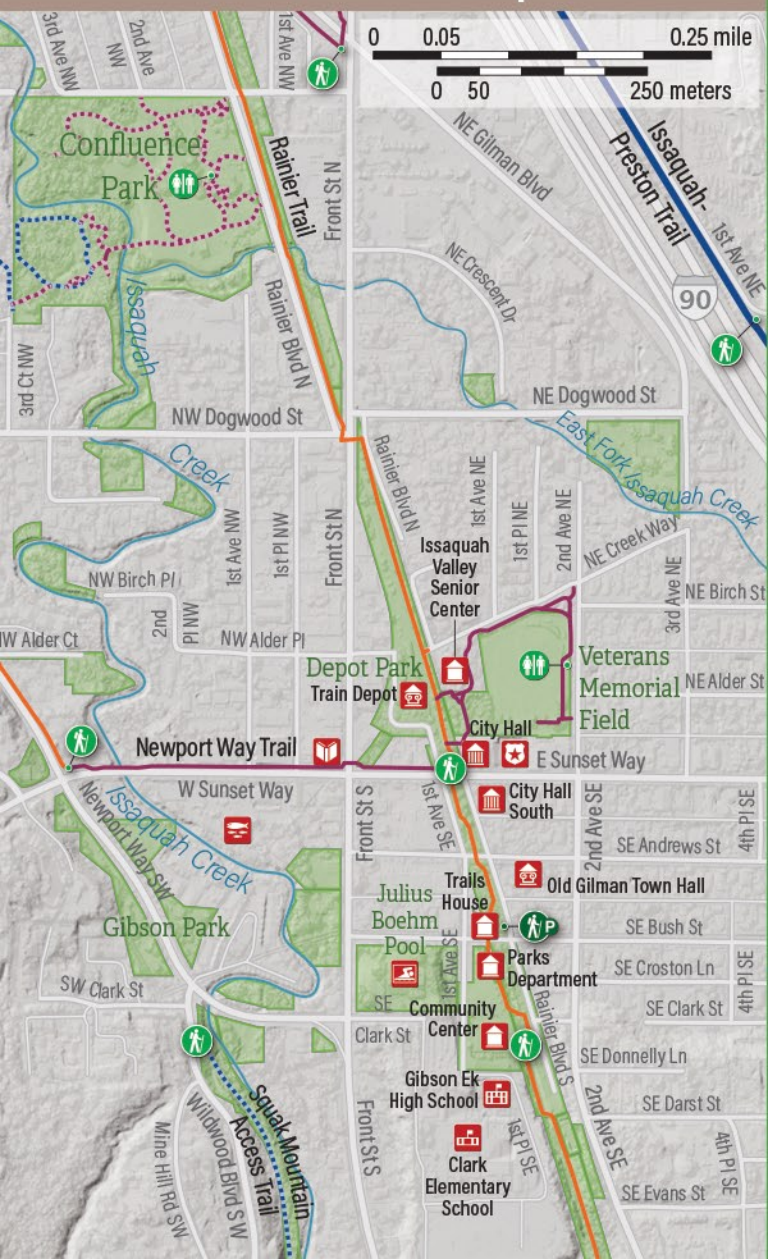 3rd Ave NW
2nd Ave
NW
1st Ave NW
0 0.05 0.25 mile
0 50 250 meters
Confluence
Park
Rainier Trail
Front St N
NE Gilman Blvd
Issaquah-
Preston Trail
1st Ave NE
90
NE Crescent Dr
Issaquah
Rainier Blvd N
3rd Ct NW
NW Dogwood St
NE Dogwood St
Creek
East Fork Issaquah Creek
Rainier Blvd N
1st Ave NW
1st Pl NW
Front St N
1st Ave NE
1st Pl NE
2nd Ave NE
NE Creek Way
Issaquah
Valley
Senior
Center
NW Birch Pl
2nd
Pl NW
3rd Ave NE
NE Birch St
NW Alder Ct
NW Alder Pl
Depot Park
Train Depot
Veterans
Memorial
Field
NE Alder St
City Hall
Newport Way Trail
E Sunset Way
W Sunset Way
City Hall
South
Newport Way SW
Issaquah Creek
Front St S
1st Ave SE
2nd Ave SE
4th Pl SE
SE Andrews St
Trails
House
Old Gilman Town Hall
Julius
Boehm
Pool
Gibson Park
P
SE Bush St
1st Ave SE
Parks
Department
SE Croston Ln
4th Pl SE
SW Clark St
SE
Clark St
Community
Center
Rainier Blvd S
SE Clark St
SE Donnelly Ln
Gibson Ek
High School
Squak Mountain
Access Trail
Wildwood Blvd SW
Mine Hill Rd SW
Front St S
1st Pl SE
2nd Ave SE
SE Darst St
4th Pl SE
Clark
Elementary
School
SE Evans St